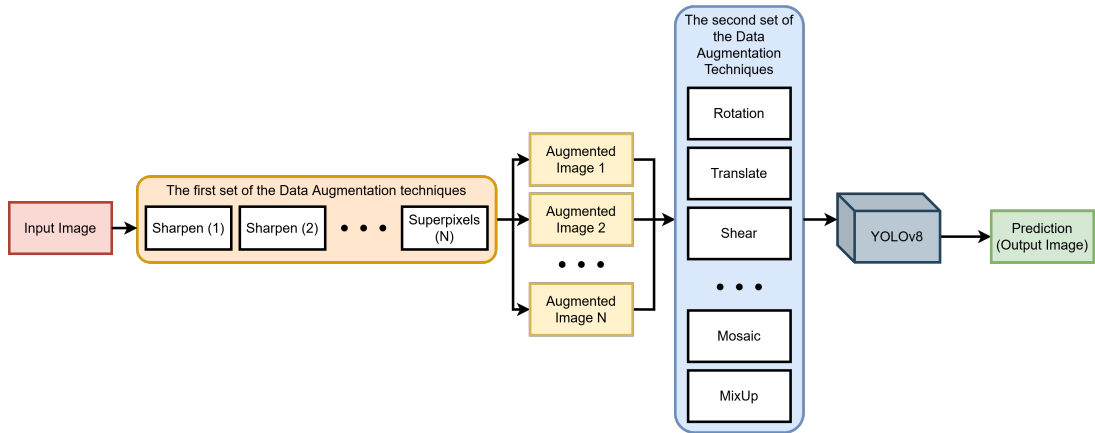 Input Image
The first set of the Data Augmentation techniques
Sharpen (1)
Sharpen (2)
Superpixels
(N)
Augmented
Image 1
Augmented
Image 2
Augmented
Image N
The second set of
the Data
Augmentation
Techniques
Rotation
Translate
Shear
Mosaic
MixUp
YOLOv8
Prediction
(Output Image)